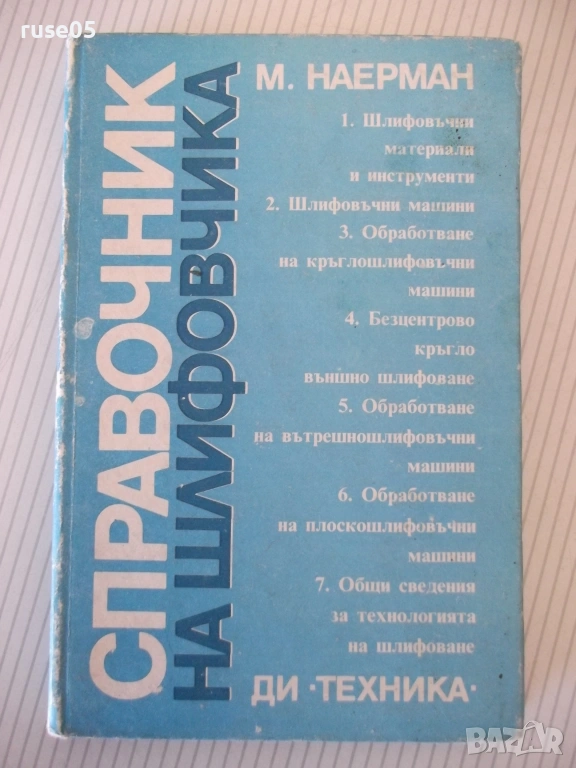 ruse05
СПРАВОЧНИК
НА ШЛИФОВЧИКА
М. НАЕРМАН
1. Шлифовъчни
материали
и инструменти
2. Шлифовъчни машини
3. Обработване
на кръглошлифовъчни
машини
4. Безцентрово
кръгло
външно шлифоване
5. Обработване
на вътрешношлифовъчни
машини
6. Обработване
на плоскошлифовъчни
машини
7. Общи сведения
за технологията
на шлифоване
ДИ "ТЕХНИКА"
BAZAR